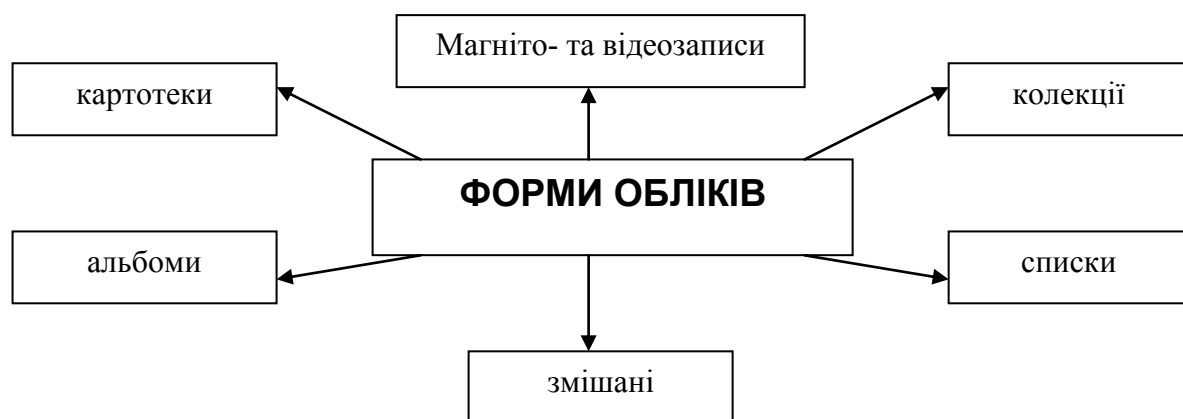 Магніто- та відеозаписи
картотеки
колекції
ФОРМИ ОБЛІКІВ
альбоми
списки
змішані